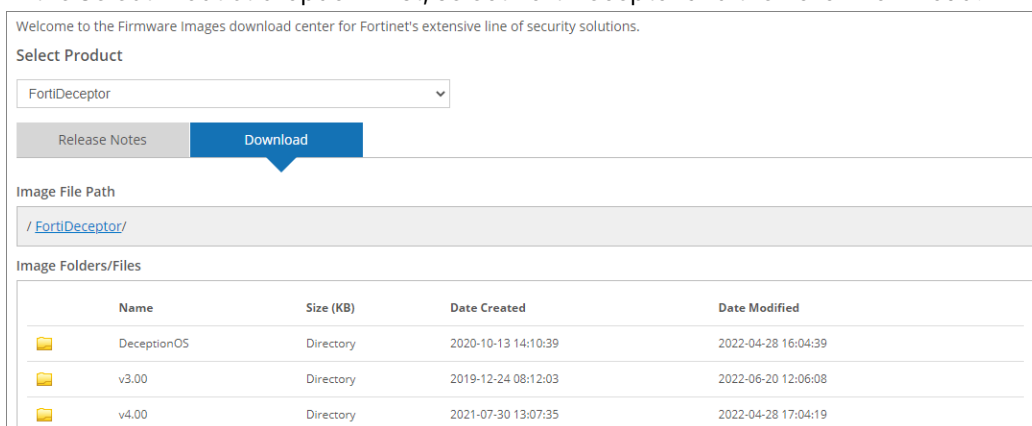 Welcome to the Firmware Images download center for Fortinet's extensive line of security solutions.
Select Product
FortiDeceptor
Release Notes Download
Image File Path
/ FortiDeceptor/
Image Folders/Files
Name Size (KB) Date Created Date Modified
DeceptionOS Directory 2020-10-13 14:10:39 2022-04-28 16:04:39
v3.00 Directory 2019-12-24 08:12:03 2022-06-20 12:06:08
v4.00 Directory 2021-07-30 13:07:35 2022-04-28 17:04:19